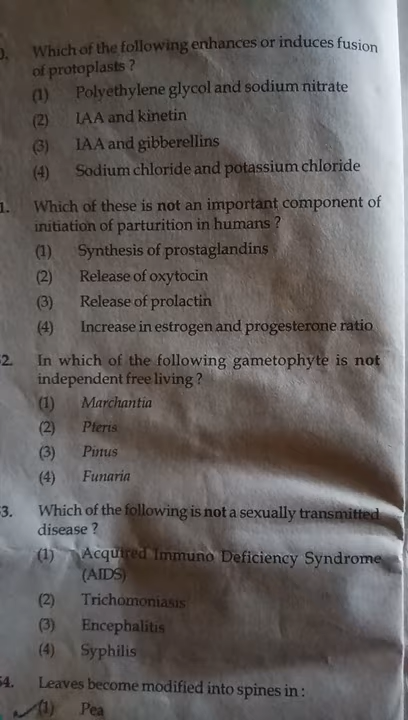 0. Which of the following enhances or induces fusion
of protoplasts ?
(1) Polyethylene glycol and sodium nitrate
(2) IAA and kinetin
(3) IAA and gibberellins
(4) Sodium chloride and potassium chloride
1. Which of these is not an important component of
initiation of parturition in humans ?
(1) Synthesis of prostaglandins
(2) Release of oxytocin
(3) Release of prolactin
(4) Increase in estrogen and progesterone ratio
52. In which of the following gametophyte is not
independent free living ?
(1) Marchantia
(2) Pteris
(3) Pinus
(4) Funaria
53. Which of the following is not a sexually transmitted
disease ?
(1) Acquired Immuno Deficiency Syndrome
(AIDS)
(2) Trichomoniasis
(3) Encephalitis
(4) Syphilis
54. Leaves become modified into spines in :
(1) Pea